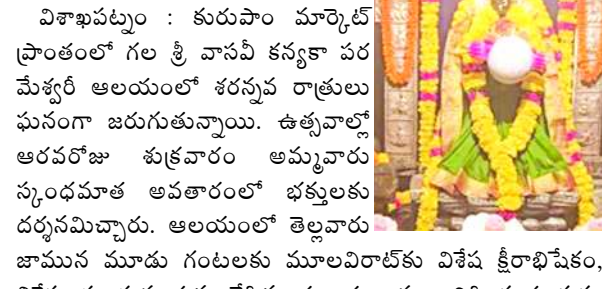 విశాఖపట్నం : కురుపాం మార్కెట్
ప్రాంతంలో గల శ్రీ వాసవీ కన్యకా పర
మేశ్వరీ ఆలయంలో శరన్నవ రాత్రులు
ఘనంగా జరుగుతున్నాయి. ఉత్సవాల్లో
ఆరవరోజు శుక్రవారం అమ్మవారు
స్కంధమాత అవతారంలో భక్తులకు
దర్శనమిచ్చారు. ఆలయంలో తెల్లవారు
జామున మూడు గంటలకు మూలవిరాట్‌కు విశేష క్షీరాభిషేకం,